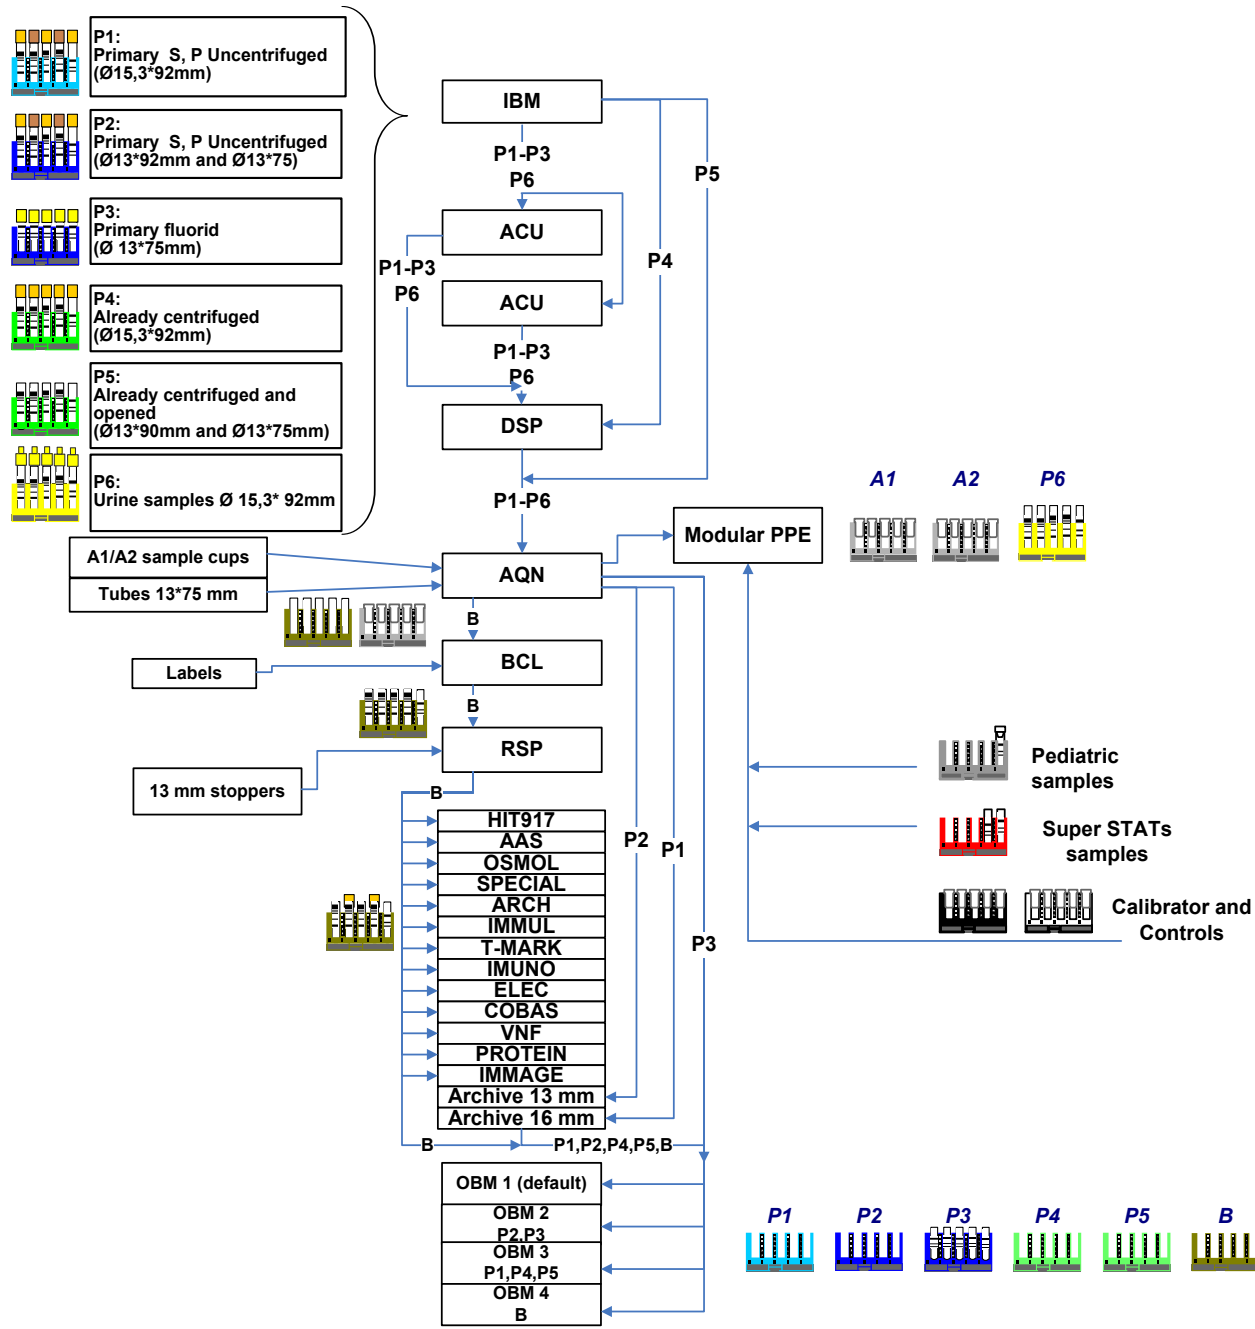 P1:
Primary S, P Uncentrifuged
(Ø15,3*92mm)
P2:
Primary S, P Uncentrifuged
(Ø13*92mm and Ø13*75)
P3:
Primary fluorid
(Ø 13*75mm)
P4:
Already centrifuged
(Ø15,3*92mm)
P5:
Already centrifuged and
opened
(Ø13*90mm and Ø13*75mm)
P6:
Urine samples Ø 15,3* 92mm
IBM
P1-P3
P6
P5
ACU
P4
P1-P3
P6
ACU
P1-P3
P6
DSP
P1-P6
A1
A2
P6
Modular PPE
A1/A2 sample cups
Tubes 13*75 mm
AQN
B
BCL
Labels
B
RSP
13 mm stoppers
B
Pediatric
samples
Super STATs
samples
Calibrator and
Controls
HIT917
AAS
OSMOL
SPECIAL
ARCH
IMMUL
T-MARK
IMUNO
ELEC
COBAS
VNF
PROTEIN
IMMAGE
Archive 13 mm
Archive 16 mm
P2
P1
P3
B
P1,P2,P4,P5,B
OBM 1 (default)
OBM 2
P2,P3
OBM 3
P1,P4,P5
OBM 4
B
P1
P2
P3
P4
P5
B